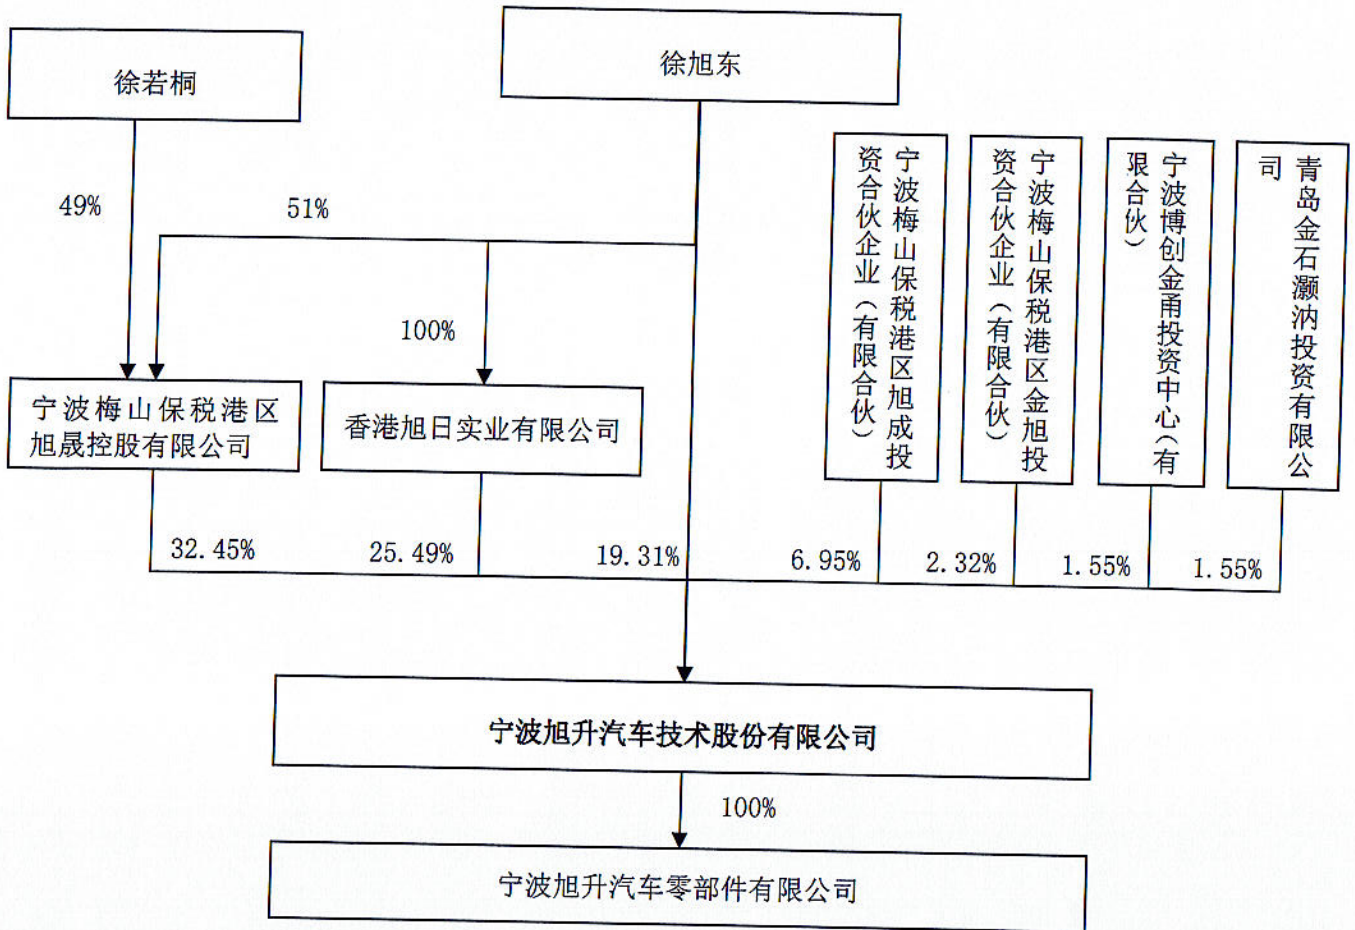 徐若桐
徐旭东
49%
51%
100%
宁波梅山保税港区
旭晟控股有限公司
香港旭日实业有限公司
宁波梅山保税港区旭成投
资合伙企业（有限合伙）
宁波梅山保税港区金旭投
资合伙企业（有限合伙）
宁波博创金甬投资中心（有
限合伙）
青岛金石灏汭投资有限公
司
32.45%
25.49%
19.31%
6.95%
2.32%
1.55%
1.55%
宁波旭升汽车技术股份有限公司
100%
宁波旭升汽车零部件有限公司